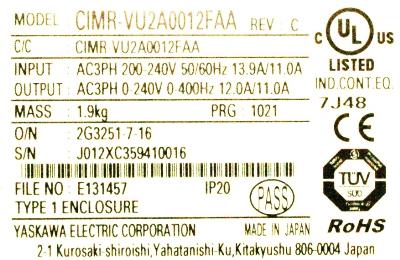 MODEL CIMR-VU2A0012FAA REV : C
C/C CIMR VU2A0012FAA
INPUT : AC3PH 200-240V 50/60Hz 13.9A/11.0A
OUTPUT : AC3PH 0-240V 0-400Hz 12.0A/11.0A
MASS : 1.9kg PRG : 1021
O/N : 2G3251-7-16
S/N : J012XC359410016
FILE NO : E131457 IP20
TYPE 1 ENCLOSURE
PASS
YASKAWA ELECTRIC CORPORATION MADE IN JAPAN
2-1 Kurosaki-shiroishi,Yahatanishi-Ku,Kitakyushu 806-0004 Japan
C UL US
LISTED
IND.CONT.EQ.
7J48
CE
TÜV
SÜD
RoHS